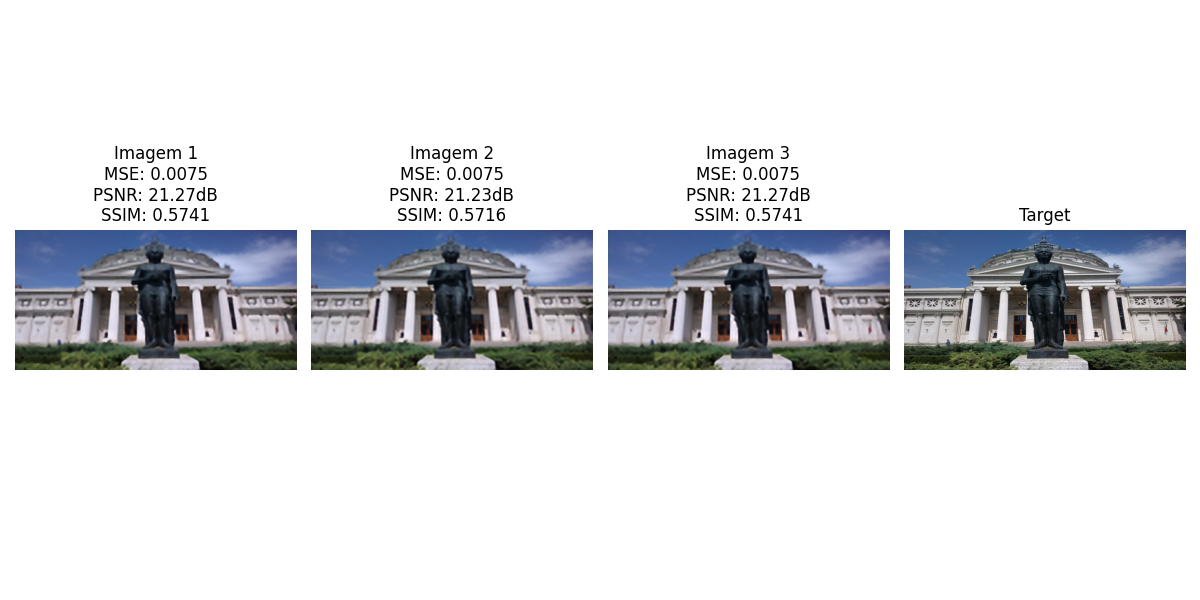 Imagem 1
MSE: 0.0075
PSNR: 21.27dB
SSIM: 0.5741
Imagem 2
MSE: 0.0075
PSNR: 21.23dB
SSIM: 0.5716
Imagem 3
MSE: 0.0075
PSNR: 21.27dB
SSIM: 0.5741
Target